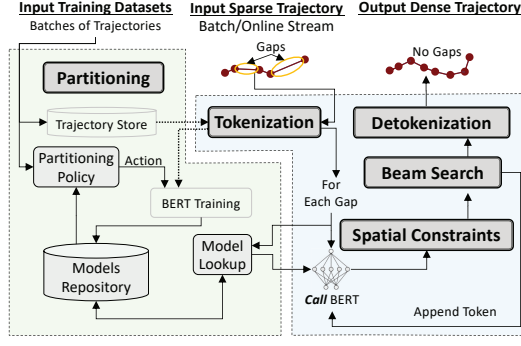 Input Training Datasets
Batches of Trajectories
Input Sparse Trajectory
Batch/Online Stream
Output Dense Trajectory
Gaps
No Gaps
Partitioning
Trajectory Store
Tokenization
Detokenization
Partitioning
Policy
Action
BERT Training
For
Each Gap
Beam Search
Spatial Constraints
Model
Lookup
Models
Repository
Call BERT
Append Token